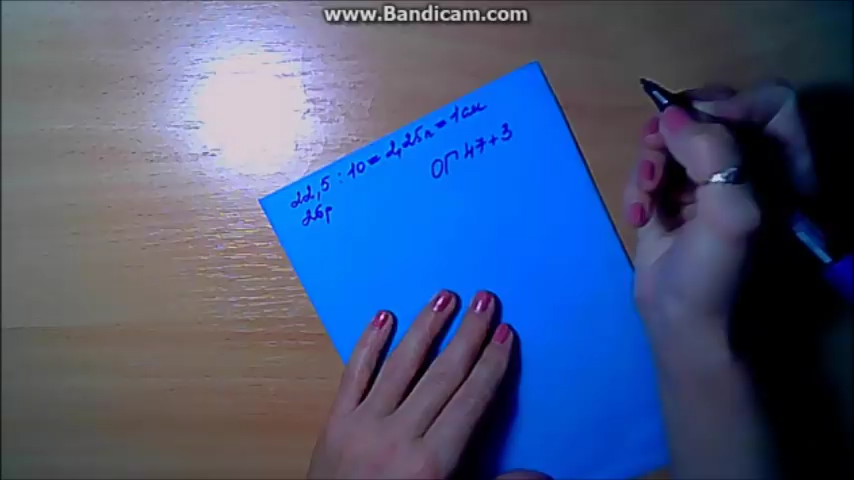 www.Bandicam.com
22,5 : 10 = 2,25п = 1см
26р
ОГ 47+3